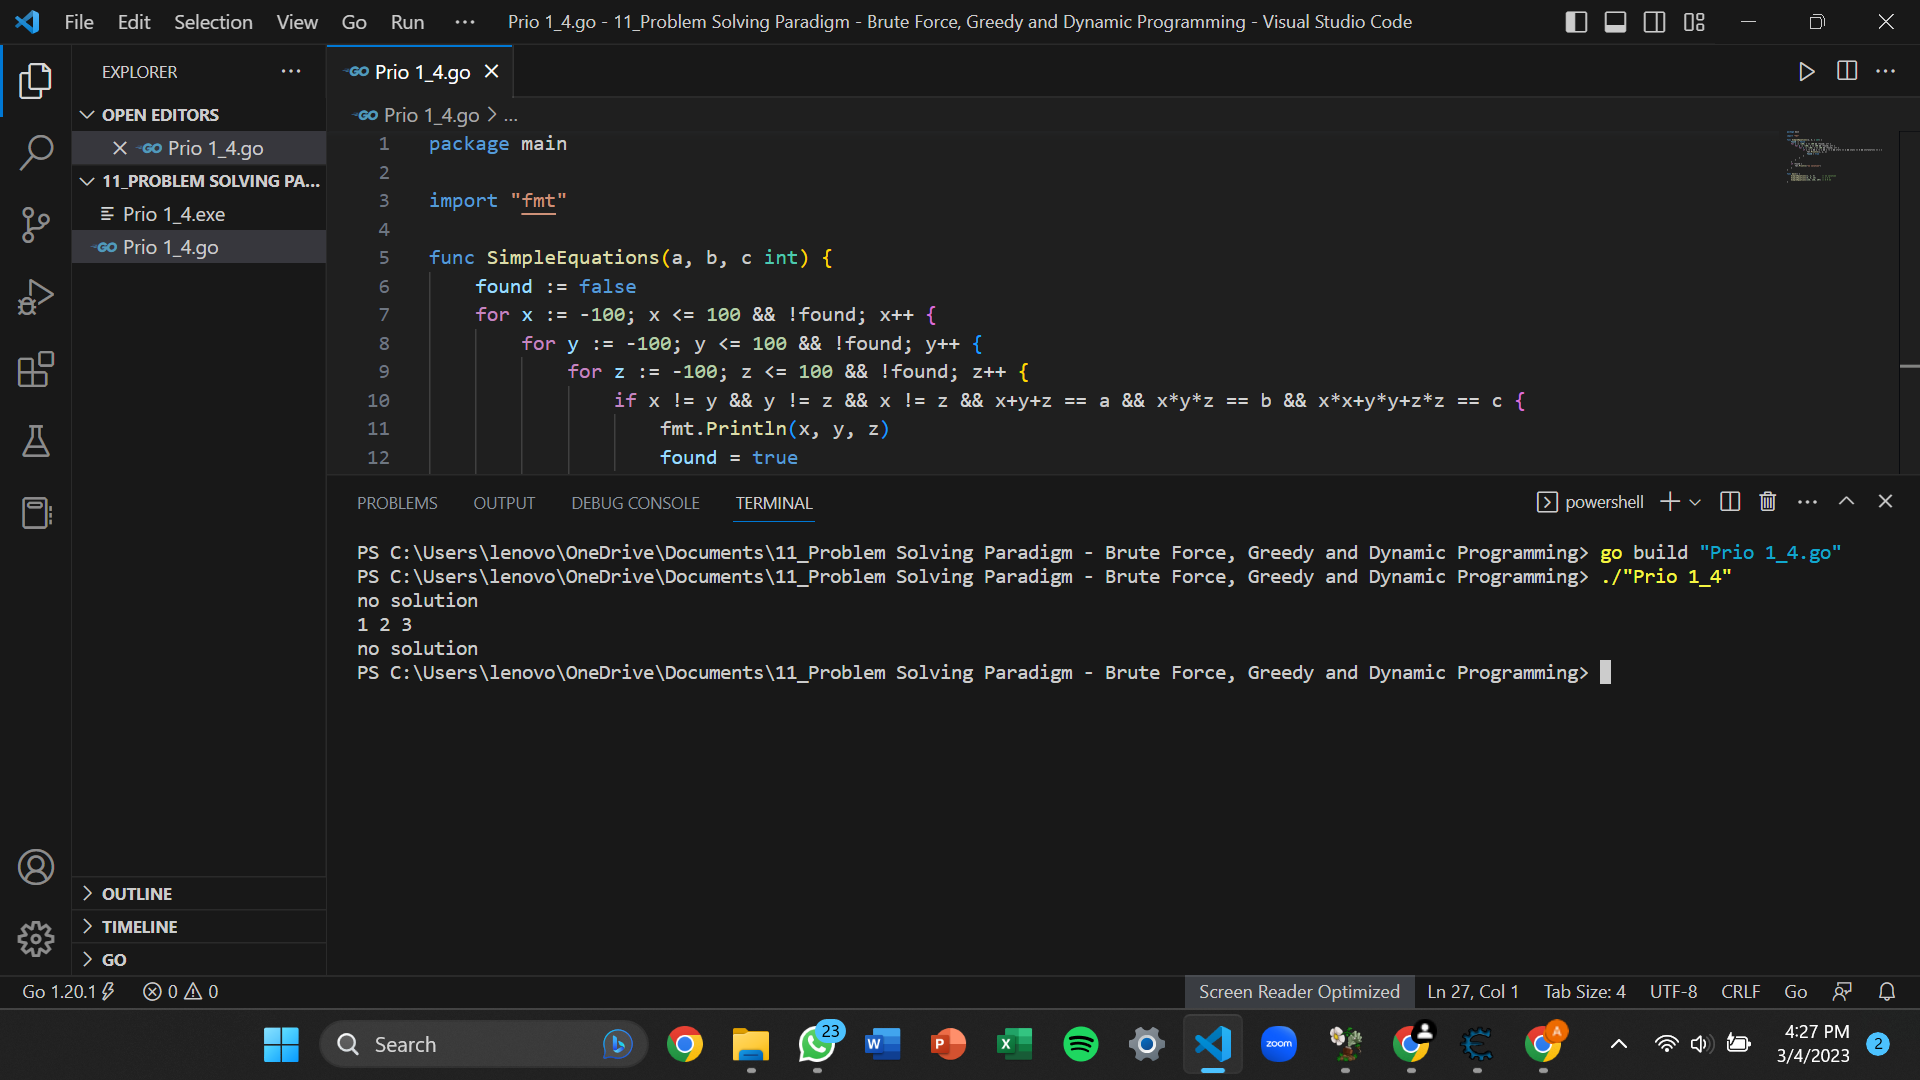 File Edit Selection View Go Run ··· Prio 1_4.go - 11_Problem Solving Paradigm - Brute Force, Greedy and Dynamic Programming - Visual Studio Code
EXPLORER
OPEN EDITORS
GO Prio 1_4.go
11_PROBLEM SOLVING PA...
Prio 1_4.exe
GO Prio 1_4.go
OUTLINE
TIMELINE
GO
GO Prio 1_4.go
GO Prio 1_4.go > ...
1 package main
2
3 import "fmt"
4
5 func SimpleEquations(a, b, c int) {
6 found := false
7 for x := -100; x <= 100 && !found; x++ {
8 for y := -100; y <= 100 && !found; y++ {
9 for z := -100; z <= 100 && !found; z++ {
10 if x != y && y != z && x != z && x+y+z == a && x*y*z == b && x*x+y*y+z*z == c {
11 fmt.Println(x, y, z)
12 found = true
PROBLEMS OUTPUT DEBUG CONSOLE TERMINAL powershell
PS C:\Users\lenovo\OneDrive\Documents\11_Problem Solving Paradigm - Brute Force, Greedy and Dynamic Programming> go build "Prio 1_4.go"
PS C:\Users\lenovo\OneDrive\Documents\11_Problem Solving Paradigm - Brute Force, Greedy and Dynamic Programming> ./"Prio 1_4"
no solution
1 2 3
no solution
PS C:\Users\lenovo\OneDrive\Documents\11_Problem Solving Paradigm - Brute Force, Greedy and Dynamic Programming>
Go 1.20.1 0 0 Screen Reader Optimized Ln 27, Col 1 Tab Size: 4 UTF-8 CRLF Go
Search 23 W P X zoom A 4:27 PM 2
3/4/2023